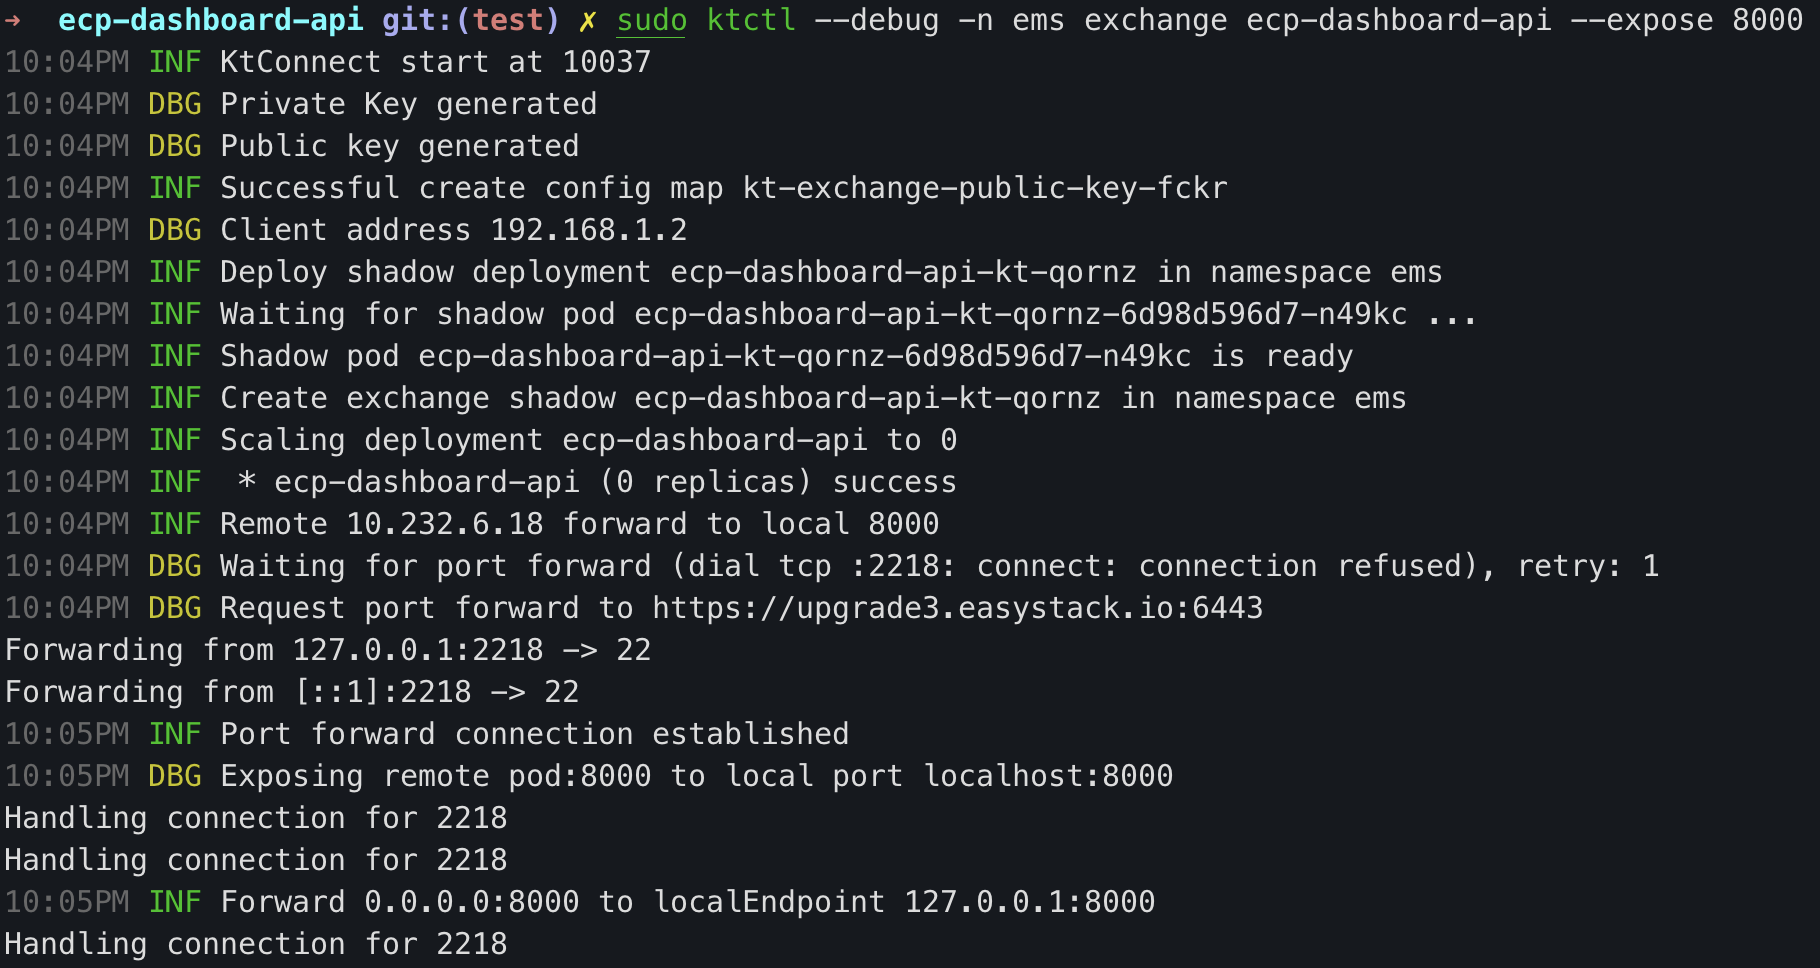 ➜  ecp-dashboard-api git:(test) ✗ sudo ktctl --debug -n ems exchange ecp-dashboard-api --expose 8000
10:04PM INF KtConnect start at 10037
10:04PM DBG Private Key generated
10:04PM DBG Public key generated
10:04PM INF Successful create config map kt-exchange-public-key-fckr
10:04PM DBG Client address 192.168.1.2
10:04PM INF Deploy shadow deployment ecp-dashboard-api-kt-qornz in namespace ems
10:04PM INF Waiting for shadow pod ecp-dashboard-api-kt-qornz-6d98d596d7-n49kc ...
10:04PM INF Shadow pod ecp-dashboard-api-kt-qornz-6d98d596d7-n49kc is ready
10:04PM INF Create exchange shadow ecp-dashboard-api-kt-qornz in namespace ems
10:04PM INF Scaling deployment ecp-dashboard-api to 0
10:04PM INF  * ecp-dashboard-api (0 replicas) success
10:04PM INF Remote 10.232.6.18 forward to local 8000
10:04PM DBG Waiting for port forward (dial tcp :2218: connect: connection refused), retry: 1
10:04PM DBG Request port forward to https://upgrade3.easystack.io:6443
Forwarding from 127.0.0.1:2218 -> 22
Forwarding from [::1]:2218 -> 22
10:05PM INF Port forward connection established
10:05PM DBG Exposing remote pod:8000 to local port localhost:8000
Handling connection for 2218
Handling connection for 2218
10:05PM INF Forward 0.0.0.0:8000 to localEndpoint 127.0.0.1:8000
Handling connection for 2218